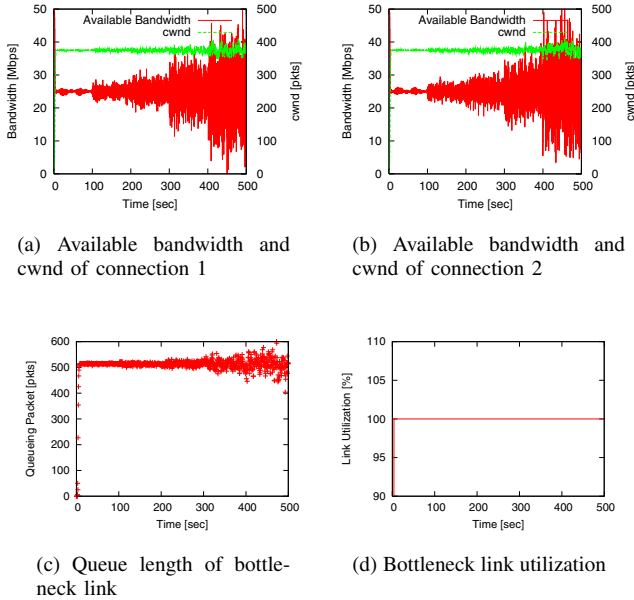 Available Bandwidth
cwnd
Bandwidth [Mbps]
50
40
30
20
10
0
cwnd [pkts]
500
400
300
200
100
0
0 100 200 300 400 500
Time [sec]
(a) Available bandwidth and
cwnd of connection 1
Available Bandwidth
cwnd
Bandwidth [Mbps]
50
40
30
20
10
0
cwnd [pkts]
500
400
300
200
100
0
0 100 200 300 400 500
Time [sec]
(b) Available bandwidth and
cwnd of connection 2
Queueing Packet [pkts]
600
500
400
300
200
100
0
0 100 200 300 400 500
Time [sec]
(c) Queue length of bottle-
neck link
Link Utilization [%]
110
105
100
95
90
0 100 200 300 400 500
Time [sec]
(d) Bottleneck link utilization